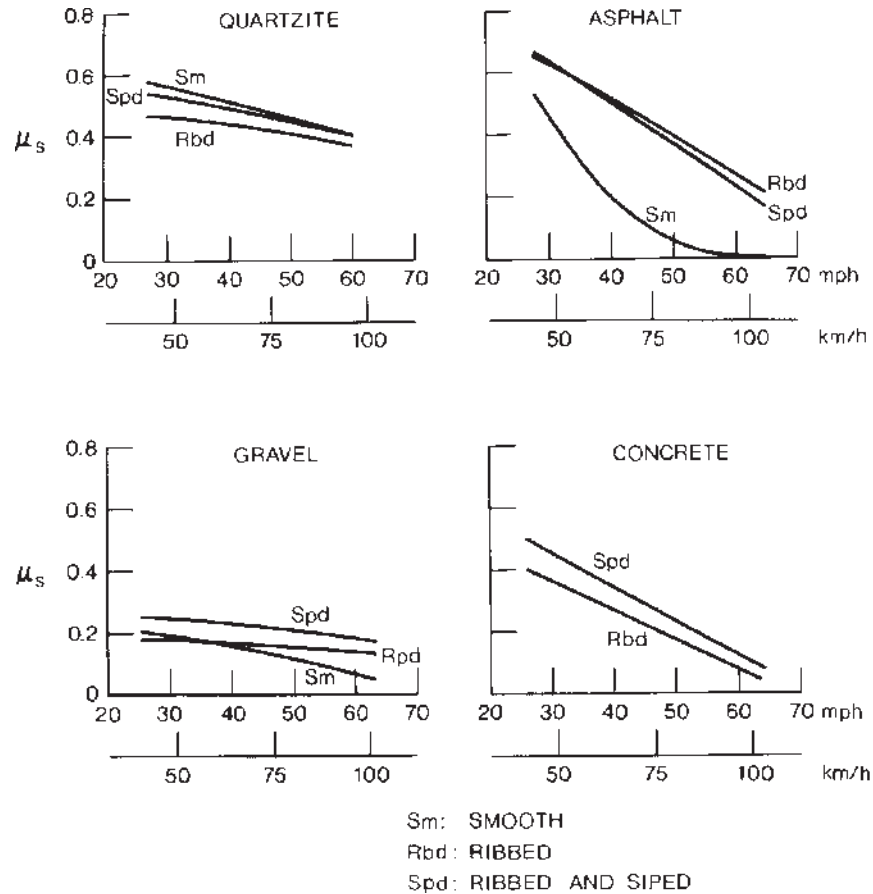 QUARTZITE
0.8
0.6
0.4
0.2
0
μs
Sm
Spd
Rbd
20 30 40 50 60 70
50 75 100
ASPHALT
Rbd
Spd
Sm
20 30 40 50 60 70 mph
50 75 100 km/h
GRAVEL
0.8
0.6
0.4
0.2
0
μs
Spd
Rpd
Sm
20 30 40 50 60 70
50 75 100
CONCRETE
Spd
Rbd
20 30 40 50 60 70 mph
50 75 100 km/h
Sm: SMOOTH
Rbd: RIBBED
Spd: RIBBED AND SIPED